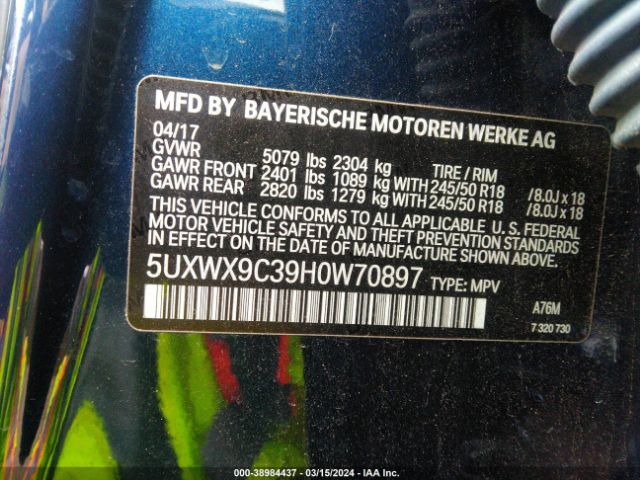 MFD BY BAYERISCHE MOTOREN WERKE AG
04/17
GVWR 5079 lbs 2304 kg TIRE / RIM
GAWR FRONT 2401 lbs 1089 kg WITH 245/50 R18 /8.0J x 18
GAWR REAR 2820 lbs 1279 kg WITH 245/50 R18 /8.0J x 18
THIS VEHICLE CONFORMS TO ALL APPLICABLE U.S. FEDERAL
MOTOR VEHICLE SAFETY AND THEFT PREVENTION STANDARDS
IN EFFECT ON THE DATE OF MANUFACTURE SHOWN ABOVE.
5UXWX9C39H0W70897 TYPE: MPV
A76M
7 320 730
000-38984437 - 03/15/2024 - IAA Inc.